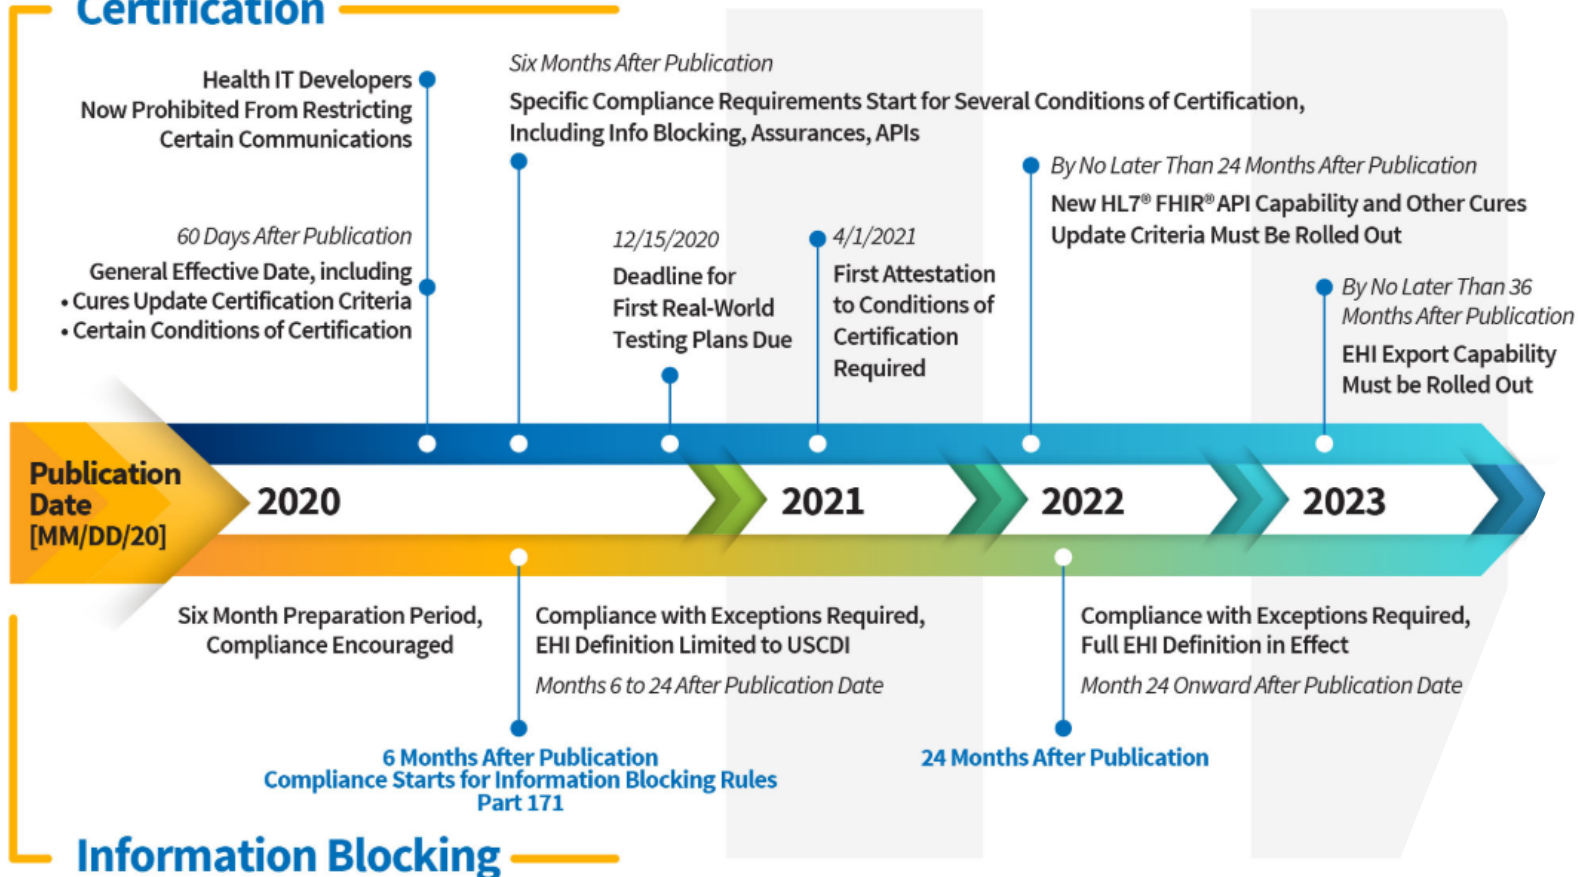 Certification
Health IT Developers
Now Prohibited From Restricting
Certain Communications
60 Days After Publication
General Effective Date, including
• Cures Update Certification Criteria
• Certain Conditions of Certification
Six Months After Publication
Specific Compliance Requirements Start for Several Conditions of Certification,
Including Info Blocking, Assurances, APIs
12/15/2020
Deadline for
First Real-World
Testing Plans Due
4/1/2021
First Attestation
to Conditions of
Certification
Required
By No Later Than 24 Months After Publication
New HL7® FHIR® API Capability and Other Cures
Update Criteria Must Be Rolled Out
By No Later Than 36
Months After Publication
EHI Export Capability
Must be Rolled Out
Publication
Date
[MM/DD/20]
2020
2021
2022
2023
Six Month Preparation Period,
Compliance Encouraged
Compliance with Exceptions Required,
EHI Definition Limited to USCDI
Months 6 to 24 After Publication Date
6 Months After Publication
Compliance Starts for Information Blocking Rules
Part 171
Compliance with Exceptions Required,
Full EHI Definition in Effect
Month 24 Onward After Publication Date
24 Months After Publication
Information Blocking